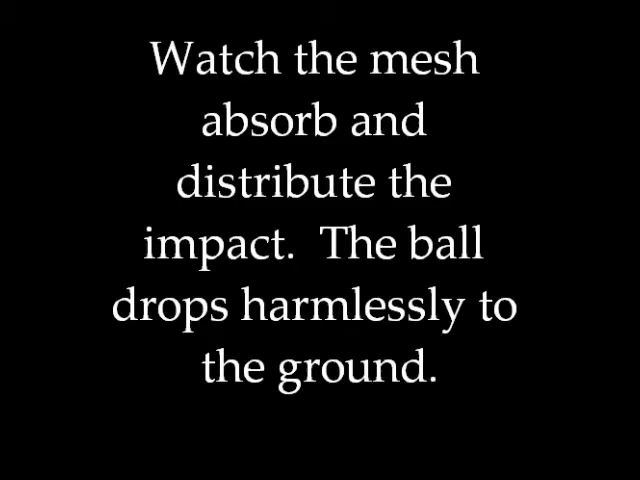 Watch the mesh
absorb and
distribute the
impact.  The ball
drops harmlessly to
the ground.